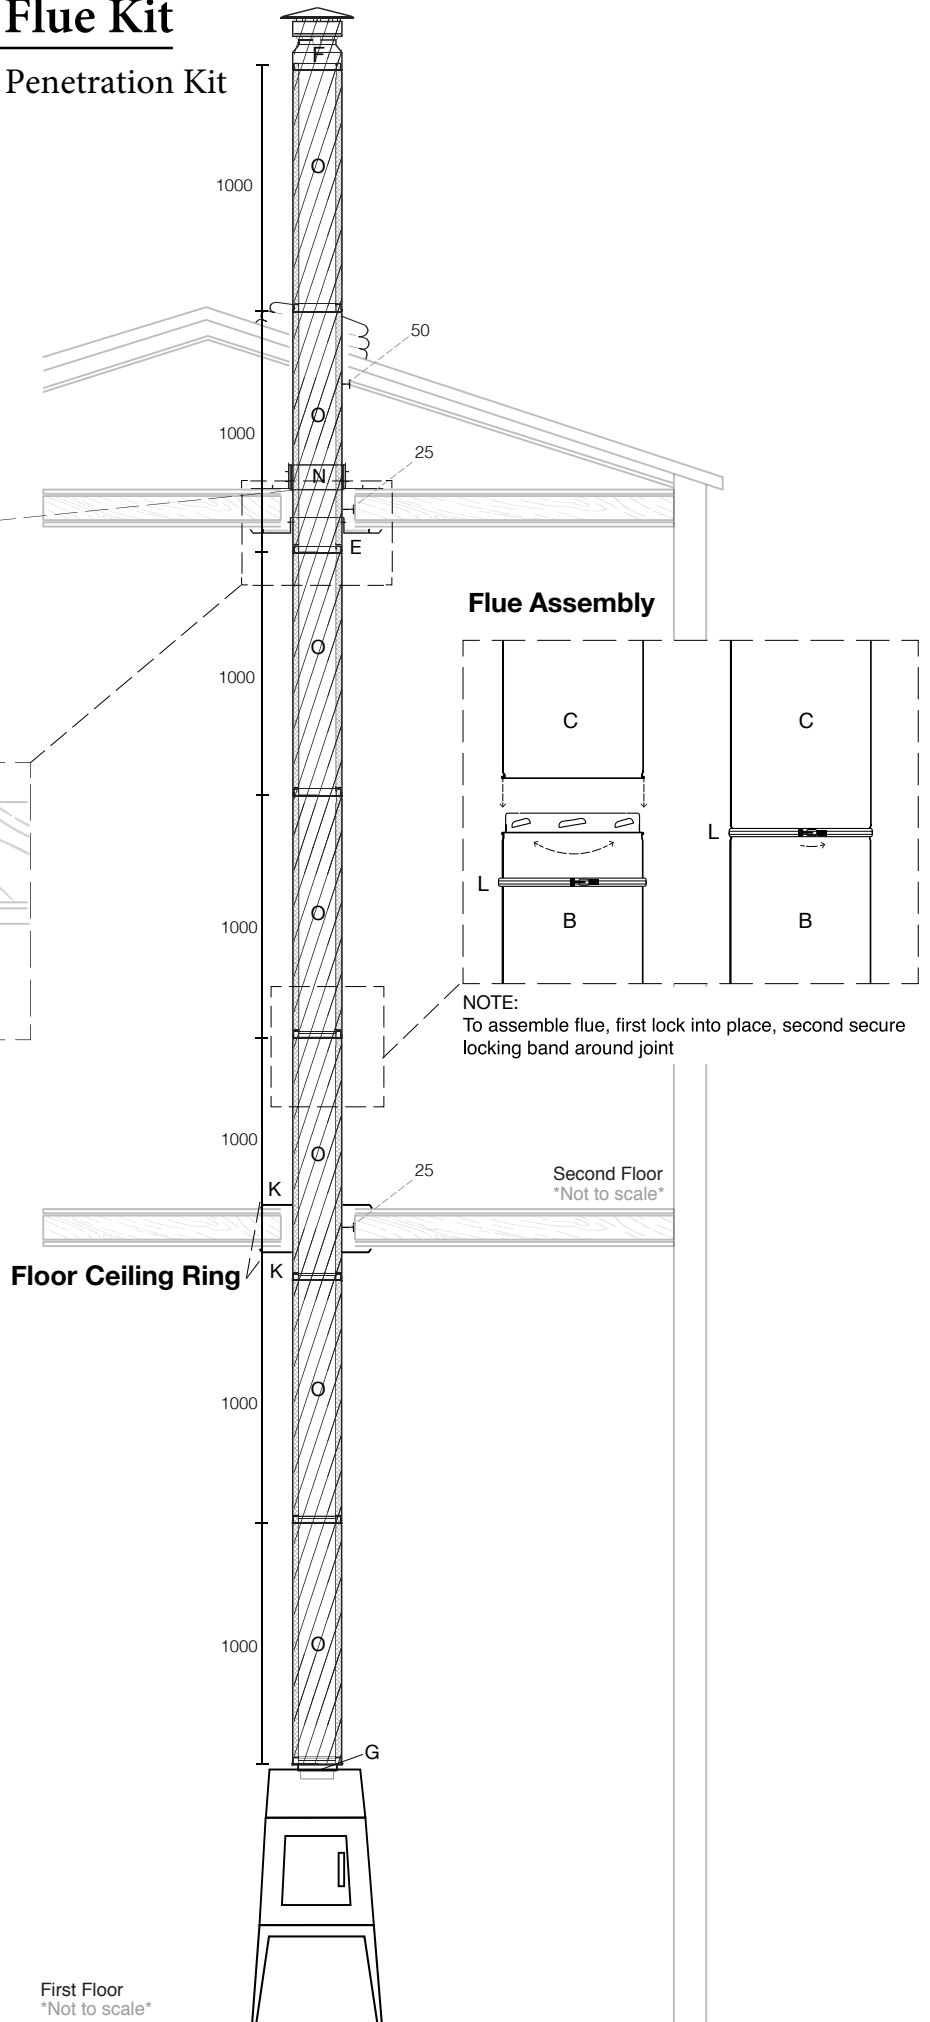 Flue Kit
Penetration Kit
F
O
1000
50
O
1000
25
N
E
O
1000
Flue Assembly
C
C
L
L
B
B
NOTE:
To assemble flue, first lock into place, second secure
locking band around joint
O
1000
1000
O
K
25
Second Floor
*Not to scale*
Floor Ceiling Ring
K
O
1000
O
1000
G
First Floor
*Not to scale*